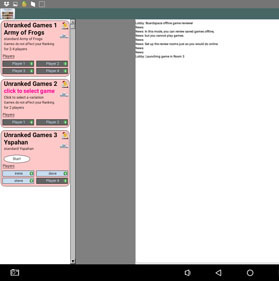 Unranked Games 1
Army of Frogs
standard Army of Frogs
Games do not affect your Ranking
for 2-4 players
Players
Player 1
Player 2
Player 3
Player 4
Unranked Games 2
click to select game
Click to select a variation
Games do not affect your Ranking
for 2 players
Players
Player 1
Player 2
Unranked Games 3
Yspahan
standard Yspahan
Start
Players
steve
steve
steve
Player 4
Lobby: Boardspace offline game reviewer
News:
News: In this mode, you can review saved games offline,
News: but you cannot play games.
News:
News: Set up the review rooms just as you would do online
News:
News:
Lobby: Launching game in Room 3